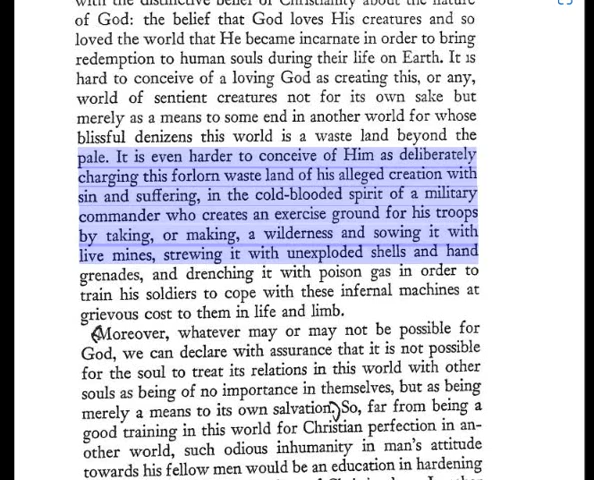 with the distinctive belief of Christianity about the nature
of God: the belief that God loves His creatures and so
loved the world that He became incarnate in order to bring
redemption to human souls during their life on Earth. It is
hard to conceive of a loving God as creating this, or any,
world of sentient creatures not for its own sake but
merely as a means to some end in another world for whose
blissful denizens this world is a waste land beyond the
pale. It is even harder to conceive of Him as deliberately
charging this forlorn waste land of his alleged creation with
sin and suffering, in the cold-blooded spirit of a military
commander who creates an exercise ground for his troops
by taking, or making, a wilderness and sowing it with
live mines, strewing it with unexploded shells and hand
grenades, and drenching it with poison gas in order to
train his soldiers to cope with these infernal machines at
grievous cost to them in life and limb.
(Moreover, whatever may or may not be possible for
God, we can declare with assurance that it is not possible
for the soul to treat its relations in this world with other
souls as being of no importance in themselves, but as being
merely a means to its own salvation.) So, far from being a
good training in this world for Christian perfection in an-
other world, such odious inhumanity in man's attitude
towards his fellow men would be an education in hardening